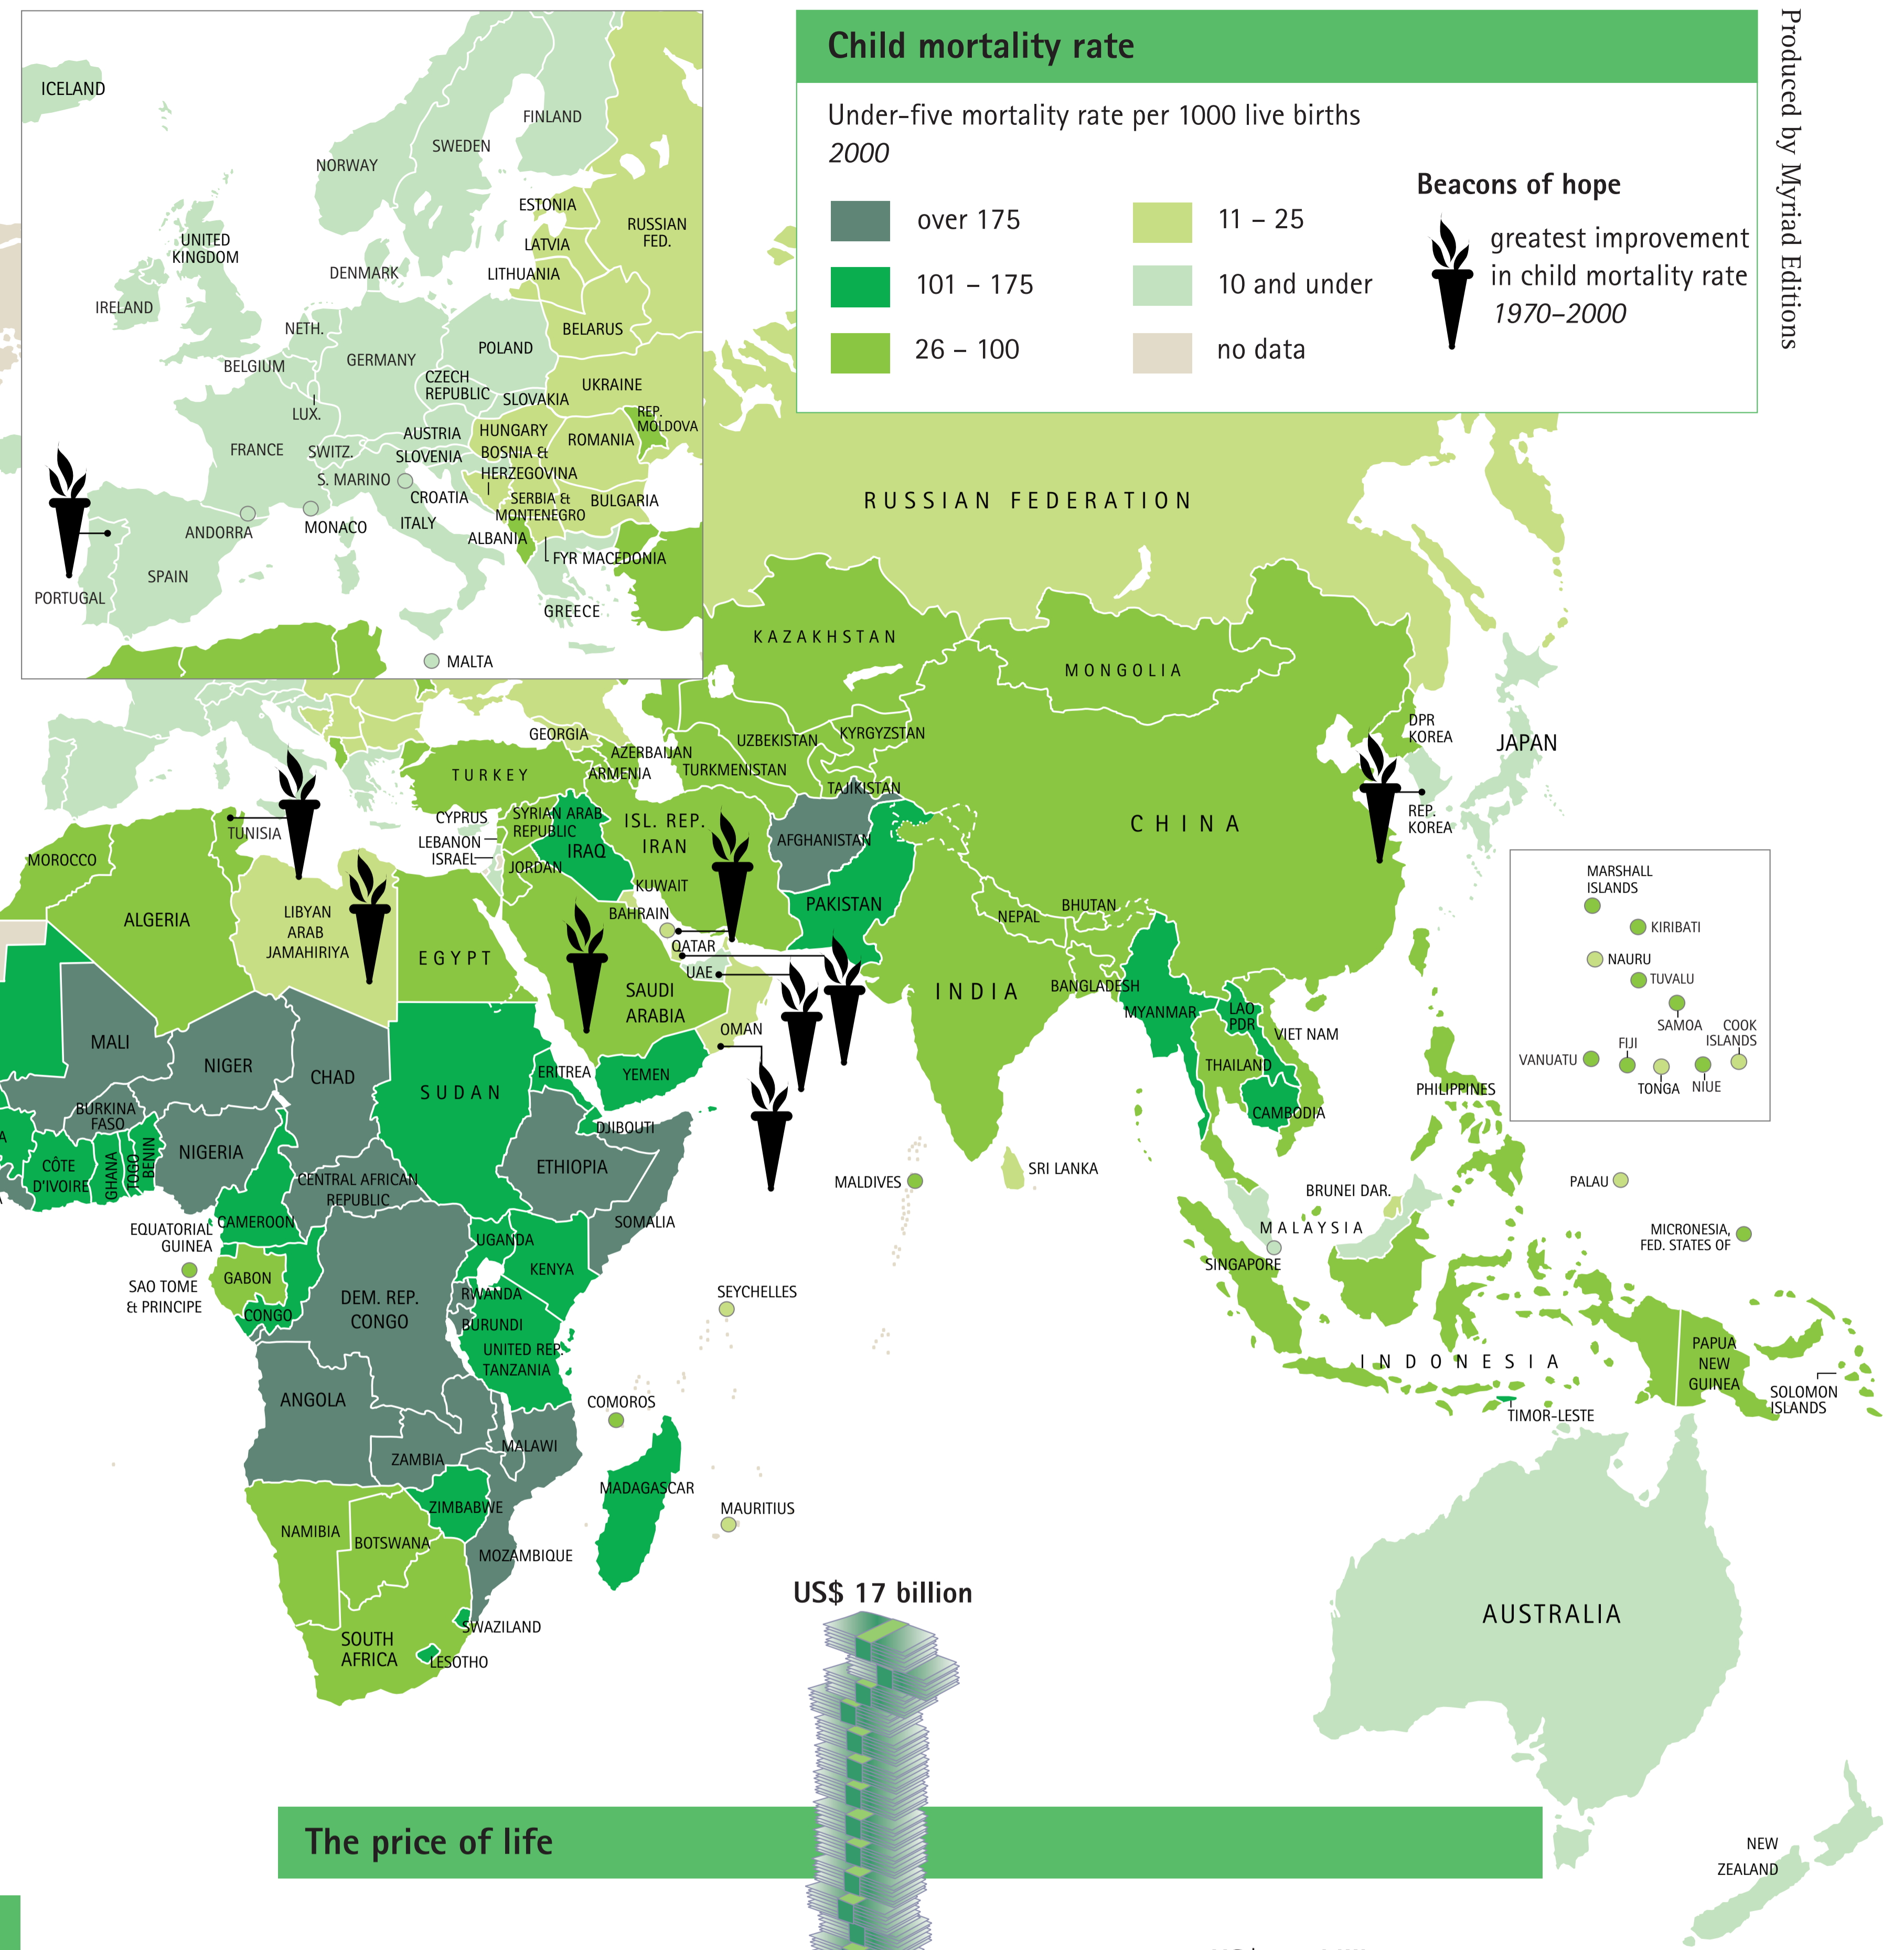 Child mortality rate
Under-five mortality rate per 1000 live births
2000
over 175
101 – 175
26 – 100
11 – 25
10 and under
no data
Beacons of hope
greatest improvement
in child mortality rate
1970–2000
Produced by Myriad Editions
ICELAND
NORWAY
SWEDEN
FINLAND
ESTONIA
RUSSIAN
FED.
LATVIA
LITHUANIA
UNITED
KINGDOM
DENMARK
IRELAND
NETH.
BELARUS
POLAND
BELGIUM
GERMANY
CZECH
REPUBLIC
UKRAINE
SLOVAKIA
LUX.
REP.
MOLDOVA
AUSTRIA
HUNGARY
ROMANIA
FRANCE
SWITZ.
SLOVENIA
BOSNIA &
HERZEGOVINA
S. MARINO
CROATIA
SERBIA &
MONTENEGRO
BULGARIA
ANDORRA
MONACO
ITALY
ALBANIA
FYR MACEDONIA
SPAIN
PORTUGAL
GREECE
MALTA
RUSSIAN FEDERATION
KAZAKHSTAN
MONGOLIA
GEORGIA
AZERBAIJAN
ARMENIA
UZBEKISTAN
KYRGYZSTAN
TURKMENISTAN
TAJIKISTAN
TURKEY
DPR
KOREA
JAPAN
REP.
KOREA
CHINA
CYPRUS
SYRIAN ARAB
REPUBLIC
LEBANON
ISRAEL
IRAQ
ISL. REP.
IRAN
AFGHANISTAN
JORDAN
KUWAIT
PAKISTAN
BAHRAIN
QATAR
UAE
SAUDI
ARABIA
OMAN
YEMEN
NEPAL
BHUTAN
INDIA
BANGLADESH
MYANMAR
LAO
PDR
VIET NAM
THAILAND
CAMBODIA
PHILIPPINES
MALDIVES
SRI LANKA
BRUNEI DAR.
MALAYSIA
SINGAPORE
INDONESIA
TIMOR-LESTE
PAPUA
NEW
GUINEA
SOLOMON
ISLANDS
PALAU
MICRONESIA,
FED. STATES OF
MARSHALL
ISLANDS
KIRIBATI
NAURU
TUVALU
SAMOA
COOK
ISLANDS
FIJI
VANUATU
TONGA
NIUE
TUNISIA
MOROCCO
ALGERIA
LIBYAN
ARAB
JAMAHIRIYA
EGYPT
MALI
NIGER
CHAD
SUDAN
ERITREA
DJIBOUTI
BURKINA
FASO
NIGERIA
CÔTE
D'IVOIRE
GHANA
TOGO
BENIN
CENTRAL AFRICAN
REPUBLIC
ETHIOPIA
SOMALIA
CAMEROON
EQUATORIAL
GUINEA
SAO TOME
& PRINCIPE
GABON
CONGO
DEM. REP.
CONGO
UGANDA
KENYA
RWANDA
BURUNDI
UNITED REP.
TANZANIA
SEYCHELLES
COMOROS
ANGOLA
ZAMBIA
MALAWI
MADAGASCAR
MAURITIUS
ZIMBABWE
NAMIBIA
BOTSWANA
MOZAMBIQUE
SWAZILAND
SOUTH
AFRICA
LESOTHO
AUSTRALIA
NEW
ZEALAND
US$ 17 billion
The price of life